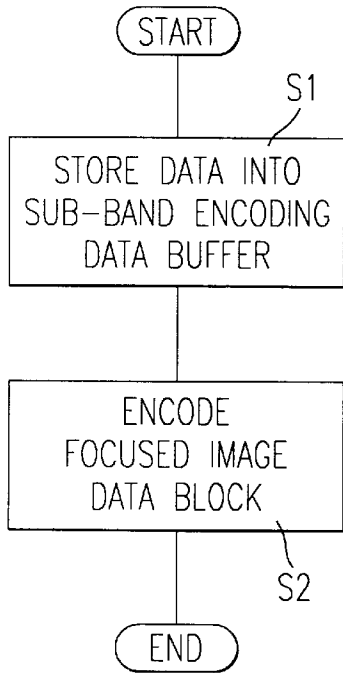 START
S1
STORE DATA INTO
SUB-BAND ENCODING
DATA BUFFER
ENCODE
FOCUSED IMAGE
DATA BLOCK
S2
END